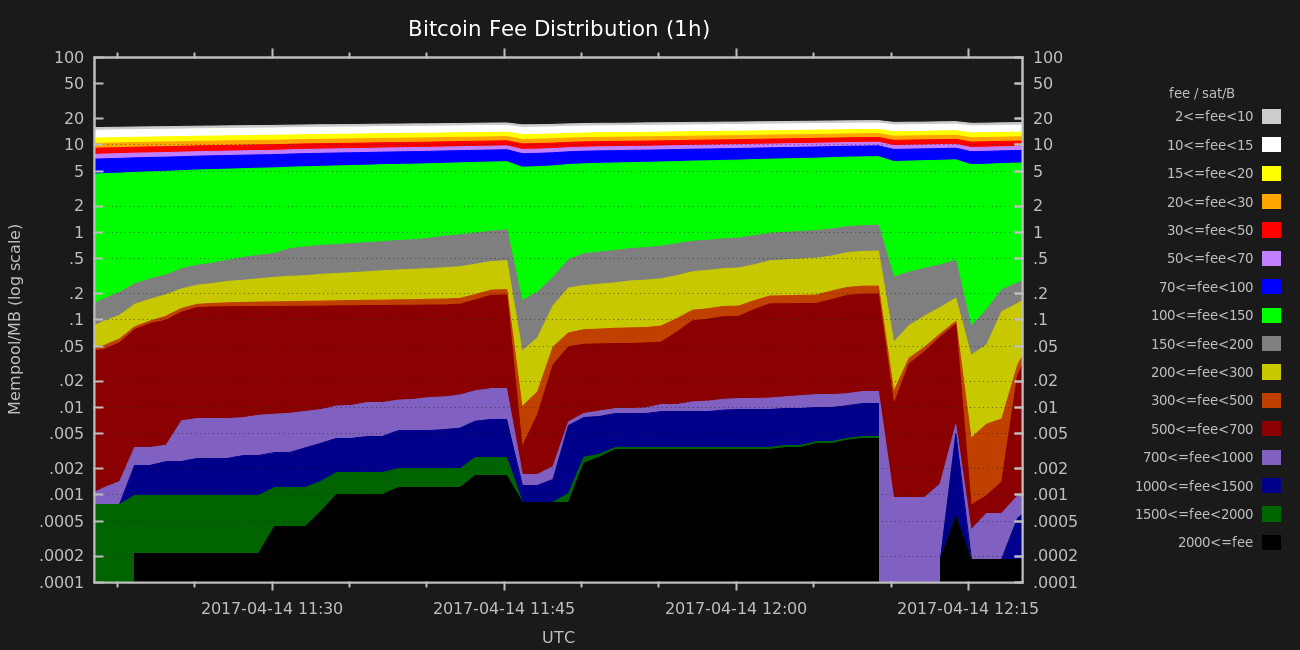 Bitcoin Fee Distribution (1h)
Mempool/MB (log scale)
100
50
20
10
5
2
1
.5
.2
.1
.05
.02
.01
.005
.002
.001
.0005
.0002
.0001
100
50
20
10
5
2
1
.5
.2
.1
.05
.02
.01
.005
.002
.001
.0005
.0002
.0001
fee / sat/B
2<=fee<10
10<=fee<15
15<=fee<20
20<=fee<30
30<=fee<50
50<=fee<70
70<=fee<100
100<=fee<150
150<=fee<200
200<=fee<300
300<=fee<500
500<=fee<700
700<=fee<1000
1000<=fee<1500
1500<=fee<2000
2000<=fee
2017-04-14 11:30 2017-04-14 11:45 2017-04-14 12:00 2017-04-14 12:15
UTC